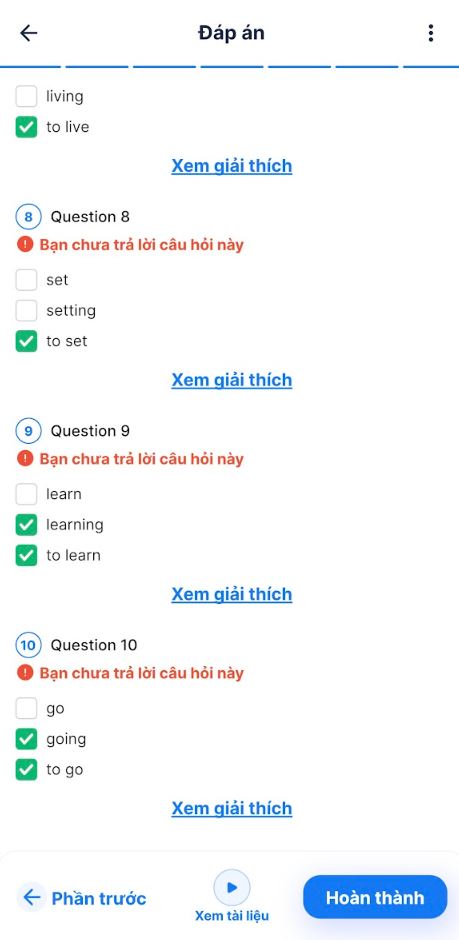 Đáp án
living
to live
Xem giải thích
8 Question 8
Bạn chưa trả lời câu hỏi này
set
setting
to set
Xem giải thích
9 Question 9
Bạn chưa trả lời câu hỏi này
learn
learning
to learn
Xem giải thích
10 Question 10
Bạn chưa trả lời câu hỏi này
go
going
to go
Xem giải thích
Phần trước
Xem tài liệu
Hoàn thành